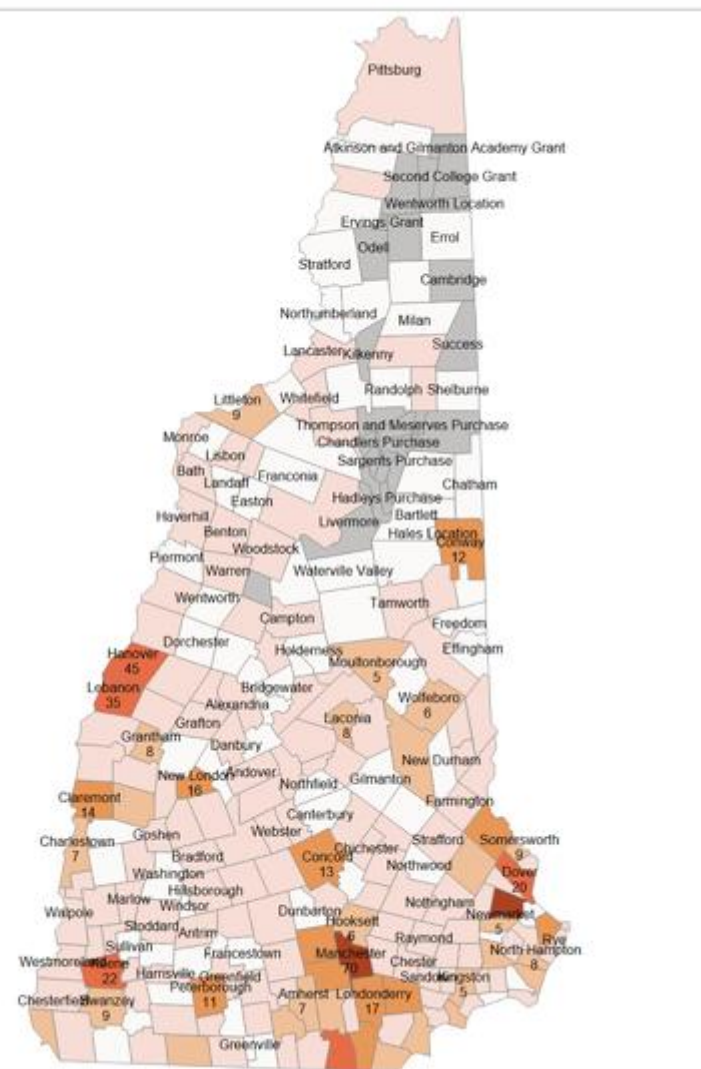 Pittsburg
Atkinson and Gilmanton Academy Grant
Second College Grant
Wentworth Location
Ervings Grant
Errol
Odell
Stratford
Cambridge
Northumberland
Milan
Success
Lancaster
Kilkenny
Randolph
Shelburne
Whitefield
Littleton
9
Thompson and Meserves Purchase
Monroe
Chandlers Purchase
Lisbon
Sargents Purchase
Bath
Franconia
Landaff
Chatham
Easton
Hadleys Purchase
Haverhill
Bartlett
Livermore
Benton
Hales Location
Conway
12
Woodstock
Piermont
Warren
Waterville Valley
Wentworth
Tamworth
Campton
Freedom
Dorchester
Effingham
Hanover
45
Holderness
Moultonborough
5
Lebanon
35
Bridgewater
Alexandria
Wolfeboro
6
Laconia
8
Grafton
Grantham
8
Danbury
New Durham
New London
16
Andover
Gilmanton
Northfield
Claremont
14
Farmington
Canterbury
Webster
Goshen
Charlestown
7
Strafford
Somersworth
9
Chichester
Concord
13
Bradford
Northwood
Washington
Dover
20
Hillsborough
Marlow
Windsor
Nottingham
Walpole
Dunbarton
Newmarket
5
Hooksett
6
Stoddard
Antrim
Raymond
Rye
Sullivan
North Hampton
8
Francestown
Manchester
70
Westmoreland
Keene
22
Chester
Harrisville
Greenfield
Sandown
Kingston
5
Peterborough
11
Chesterfield
Swanzey
9
Amherst
7
Londonderry
17
Greenville